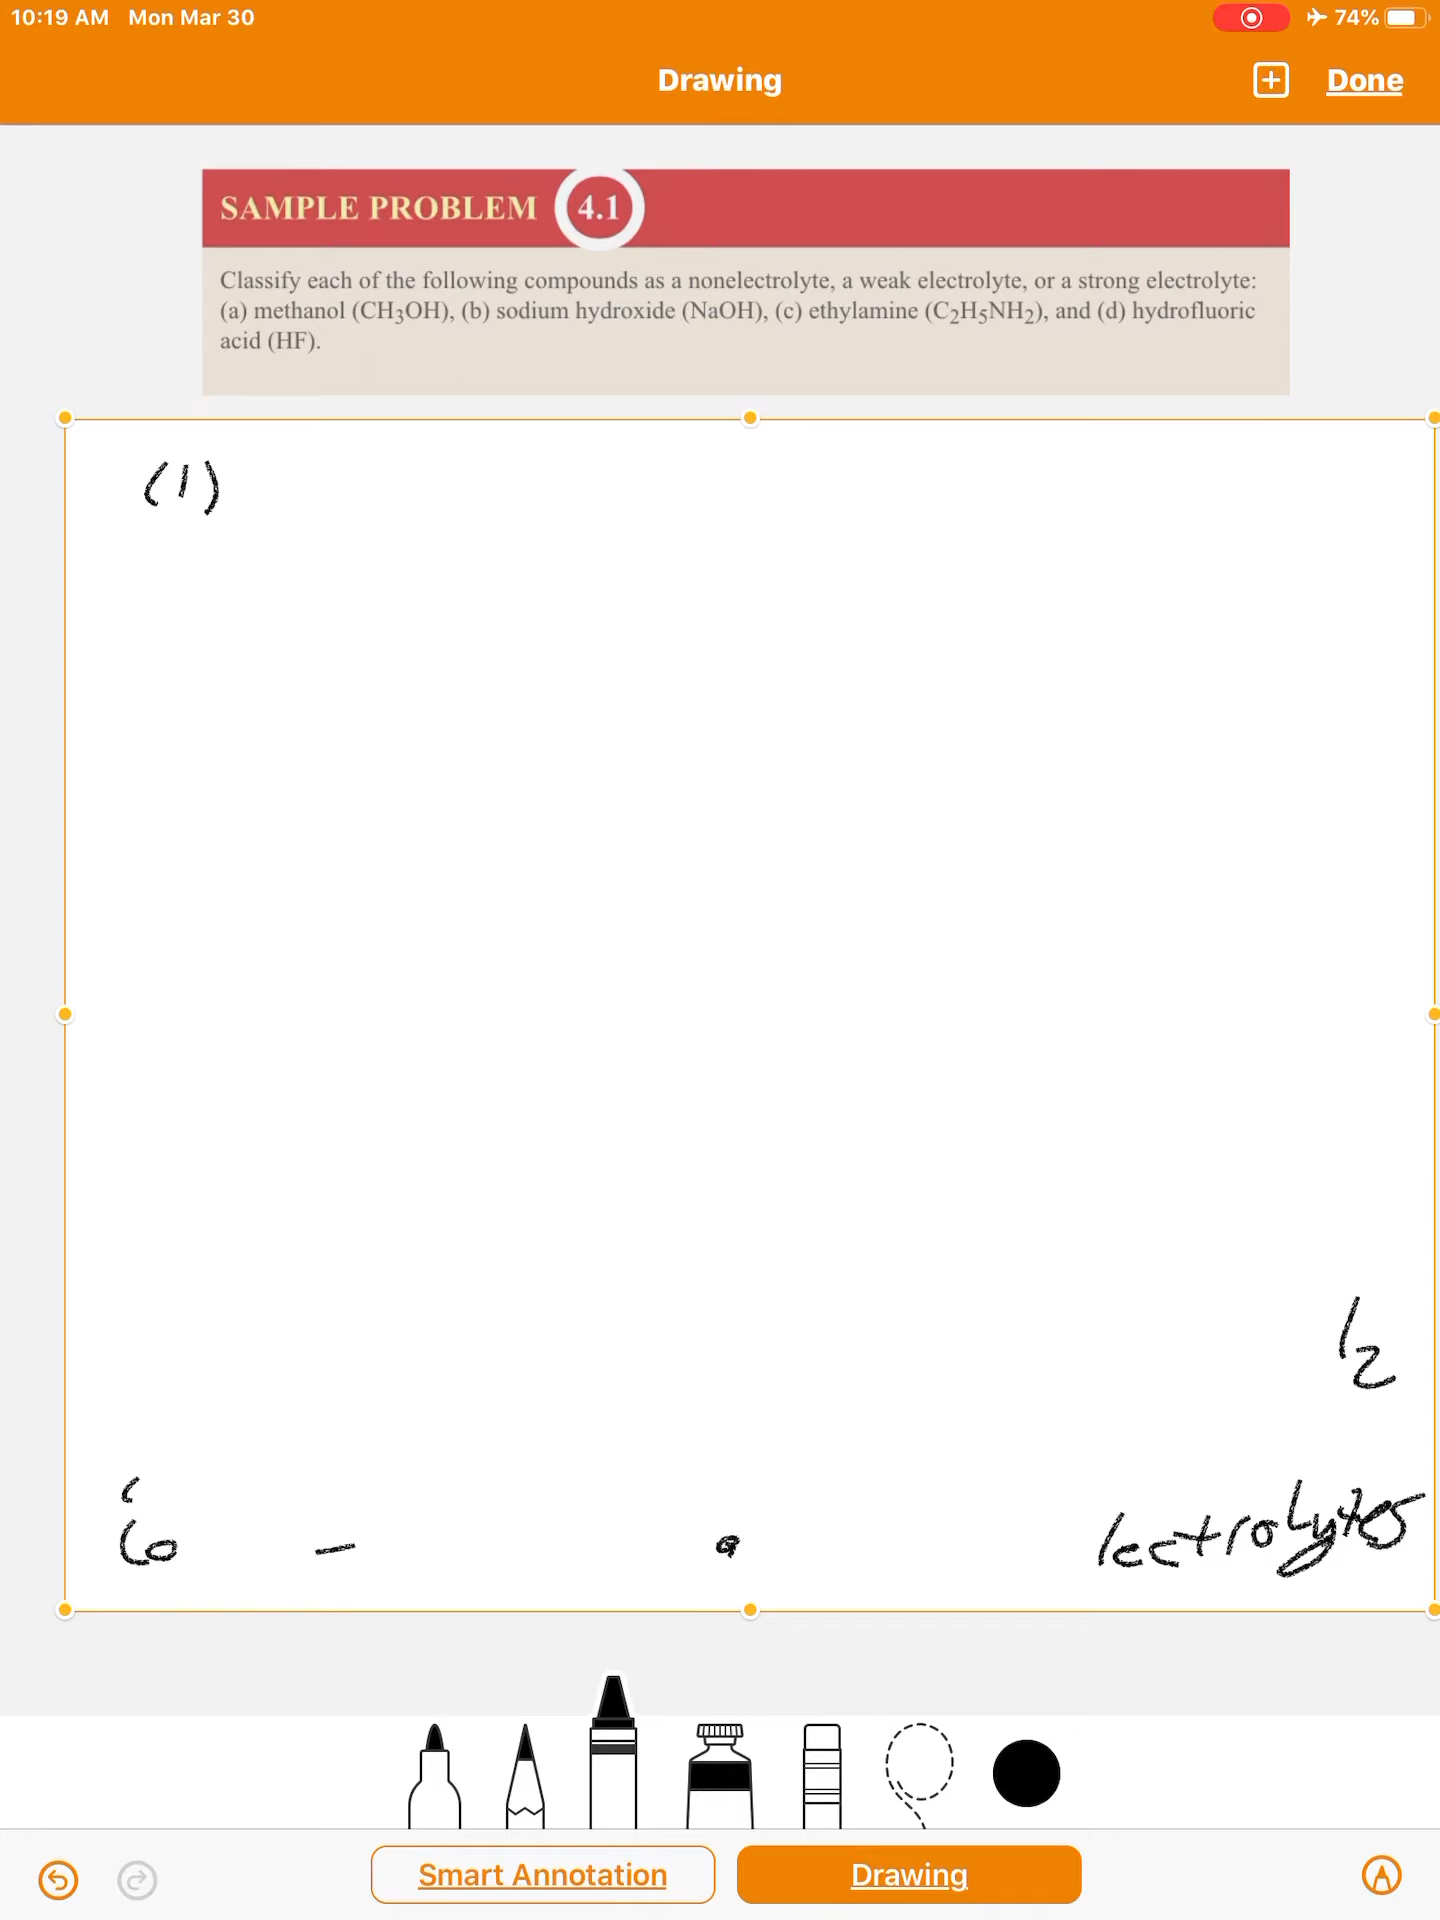 10:19 AM Mon Mar 30 74%
Drawing Done
SAMPLE PROBLEM 4.1
Classify each of the following compounds as a nonelectrolyte, a weak electrolyte, or a strong electrolyte:
(a) methanol (CH₃OH), (b) sodium hydroxide (NaOH), (c) ethylamine (C₂H₅NH₂), and (d) hydrofluoric
acid (HF).
(1)
lectrolytes
Smart Annotation Drawing